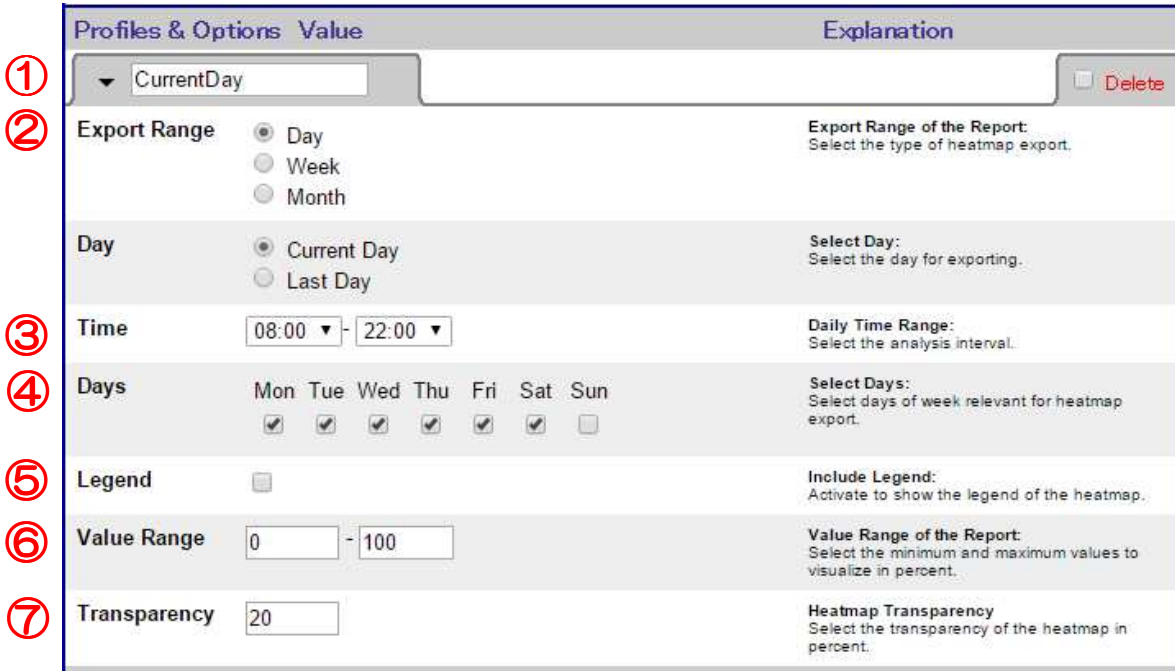 Profiles & Options Value Explanation
① CurrentDay Delete
② Export Range Day Export Range of the Report:
Select the type of heatmap export.
Week
Month
Day Current Day Select Day:
Select the day for exporting.
Last Day
③ Time 08:00 - 22:00 Daily Time Range:
Select the analysis interval.
④ Days Mon Tue Wed Thu Fri Sat Sun Select Days:
Select days of week relevant for heatmap
export.
⑤ Legend Include Legend:
Activate to show the legend of the heatmap.
⑥ Value Range 0 - 100 Value Range of the Report:
Select the minimum and maximum values to
visualize in percent.
⑦ Transparency 20 Heatmap Transparency
Select the transparency of the heatmap in
percent.